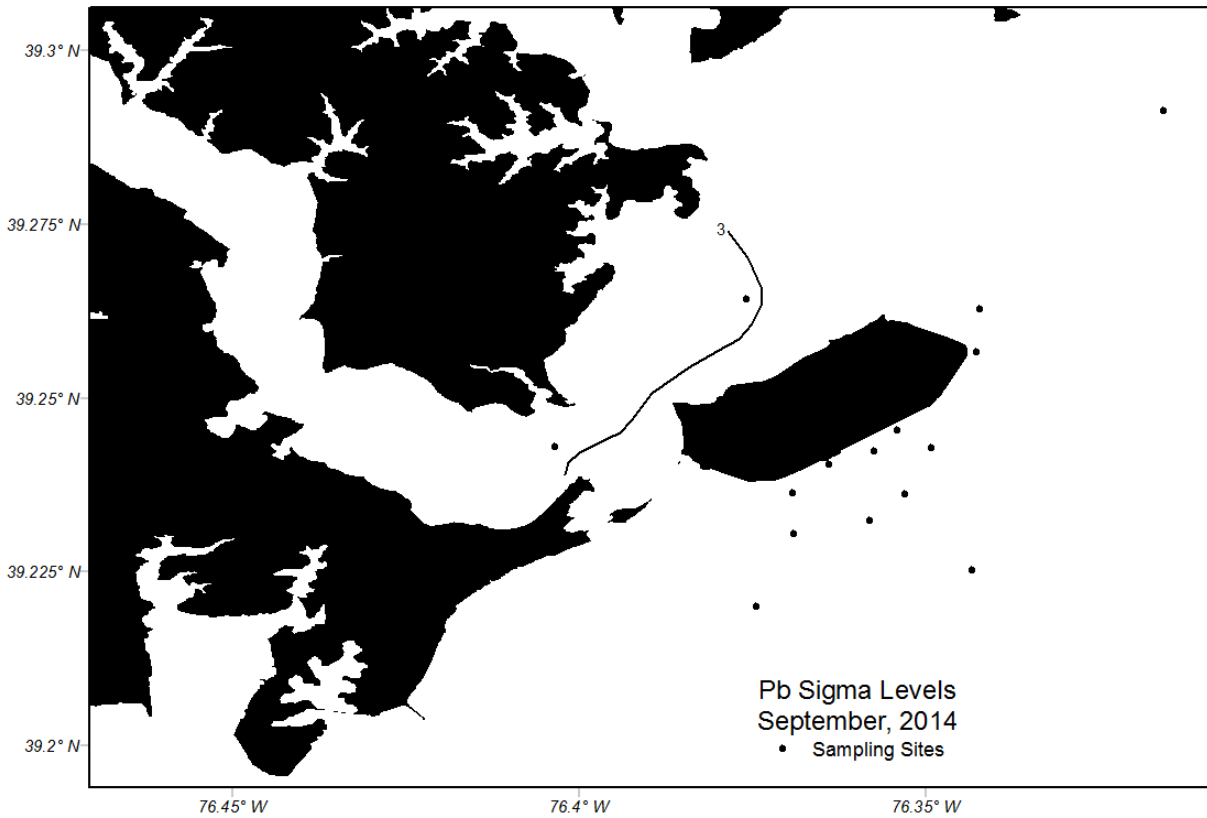 39.3° N
39.275° N
3
39.25° N
39.225° N
Pb Sigma Levels
September, 2014
Sampling Sites
39.2° N
76.45° W
76.4° W
76.35° W